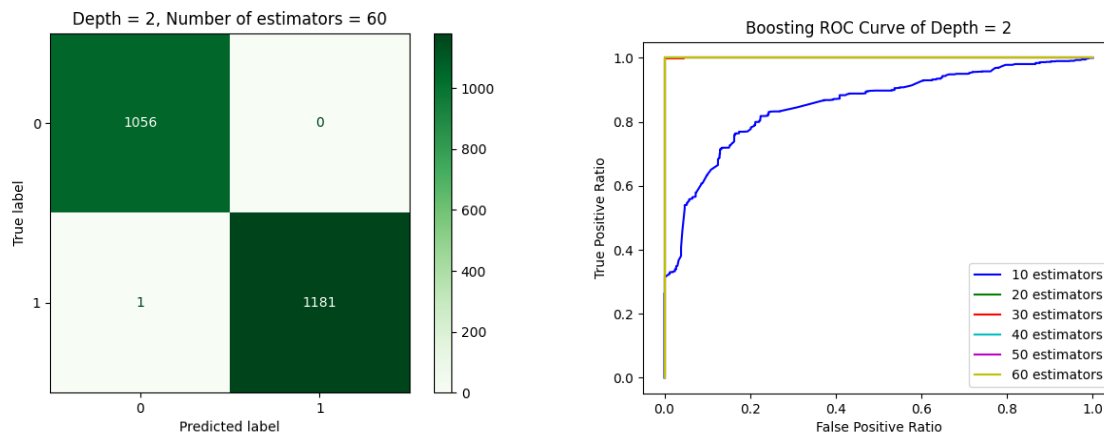 Depth = 2, Number of estimators = 60
True label
0
1
1056
0
1
1181
0
1
Predicted label
1000
800
600
400
200
0
Boosting ROC Curve of Depth = 2
True Positive Ratio
1.0
0.8
0.6
0.4
0.2
0.0
10 estimators
20 estimators
30 estimators
40 estimators
50 estimators
60 estimators
0.0
0.2
0.4
0.6
0.8
1.0
False Positive Ratio